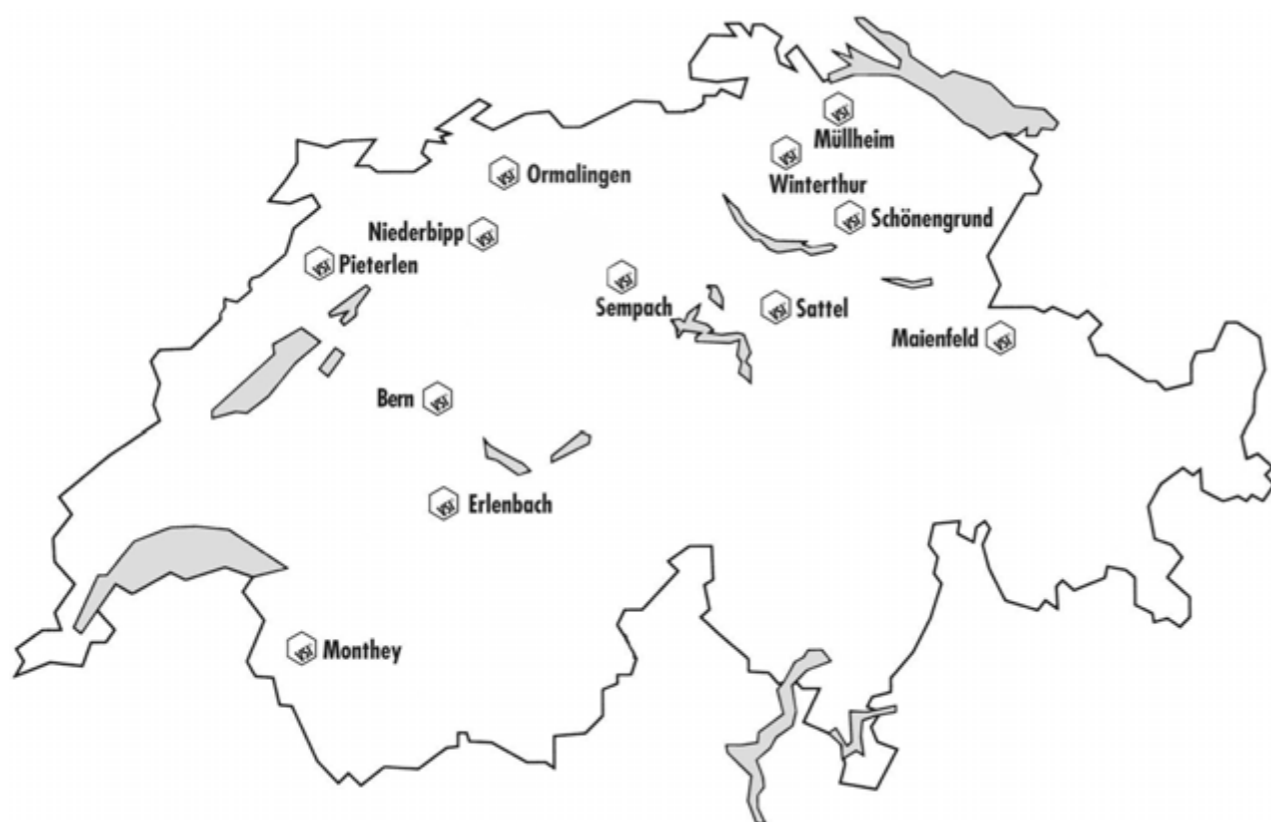 Müllheim
Winterthur
Ormalingen
Schönengrund
Niederbipp
Pieterlen
Sempach
Sattel
Maienfeld
Bern
Erlenbach
Monthey